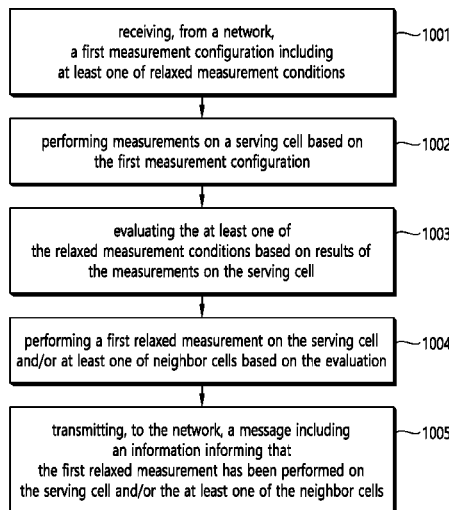 receiving, from a network,
a first measurement configuration including
at least one of relaxed measurement conditions
1001
performing measurements on a serving cell based on
the first measurement configuration
1002
evaluating the at least one of
the relaxed measurement conditions based on results of
the measurements on the serving cell
1003
performing a first relaxed measurement on the serving cell
and/or at least one of neighbor cells based on the evaluation
1004
transmitting, to the network, a message including
an information informing that
the first relaxed measurement has been performed on
the serving cell and/or the at least one of the neighbor cells
1005